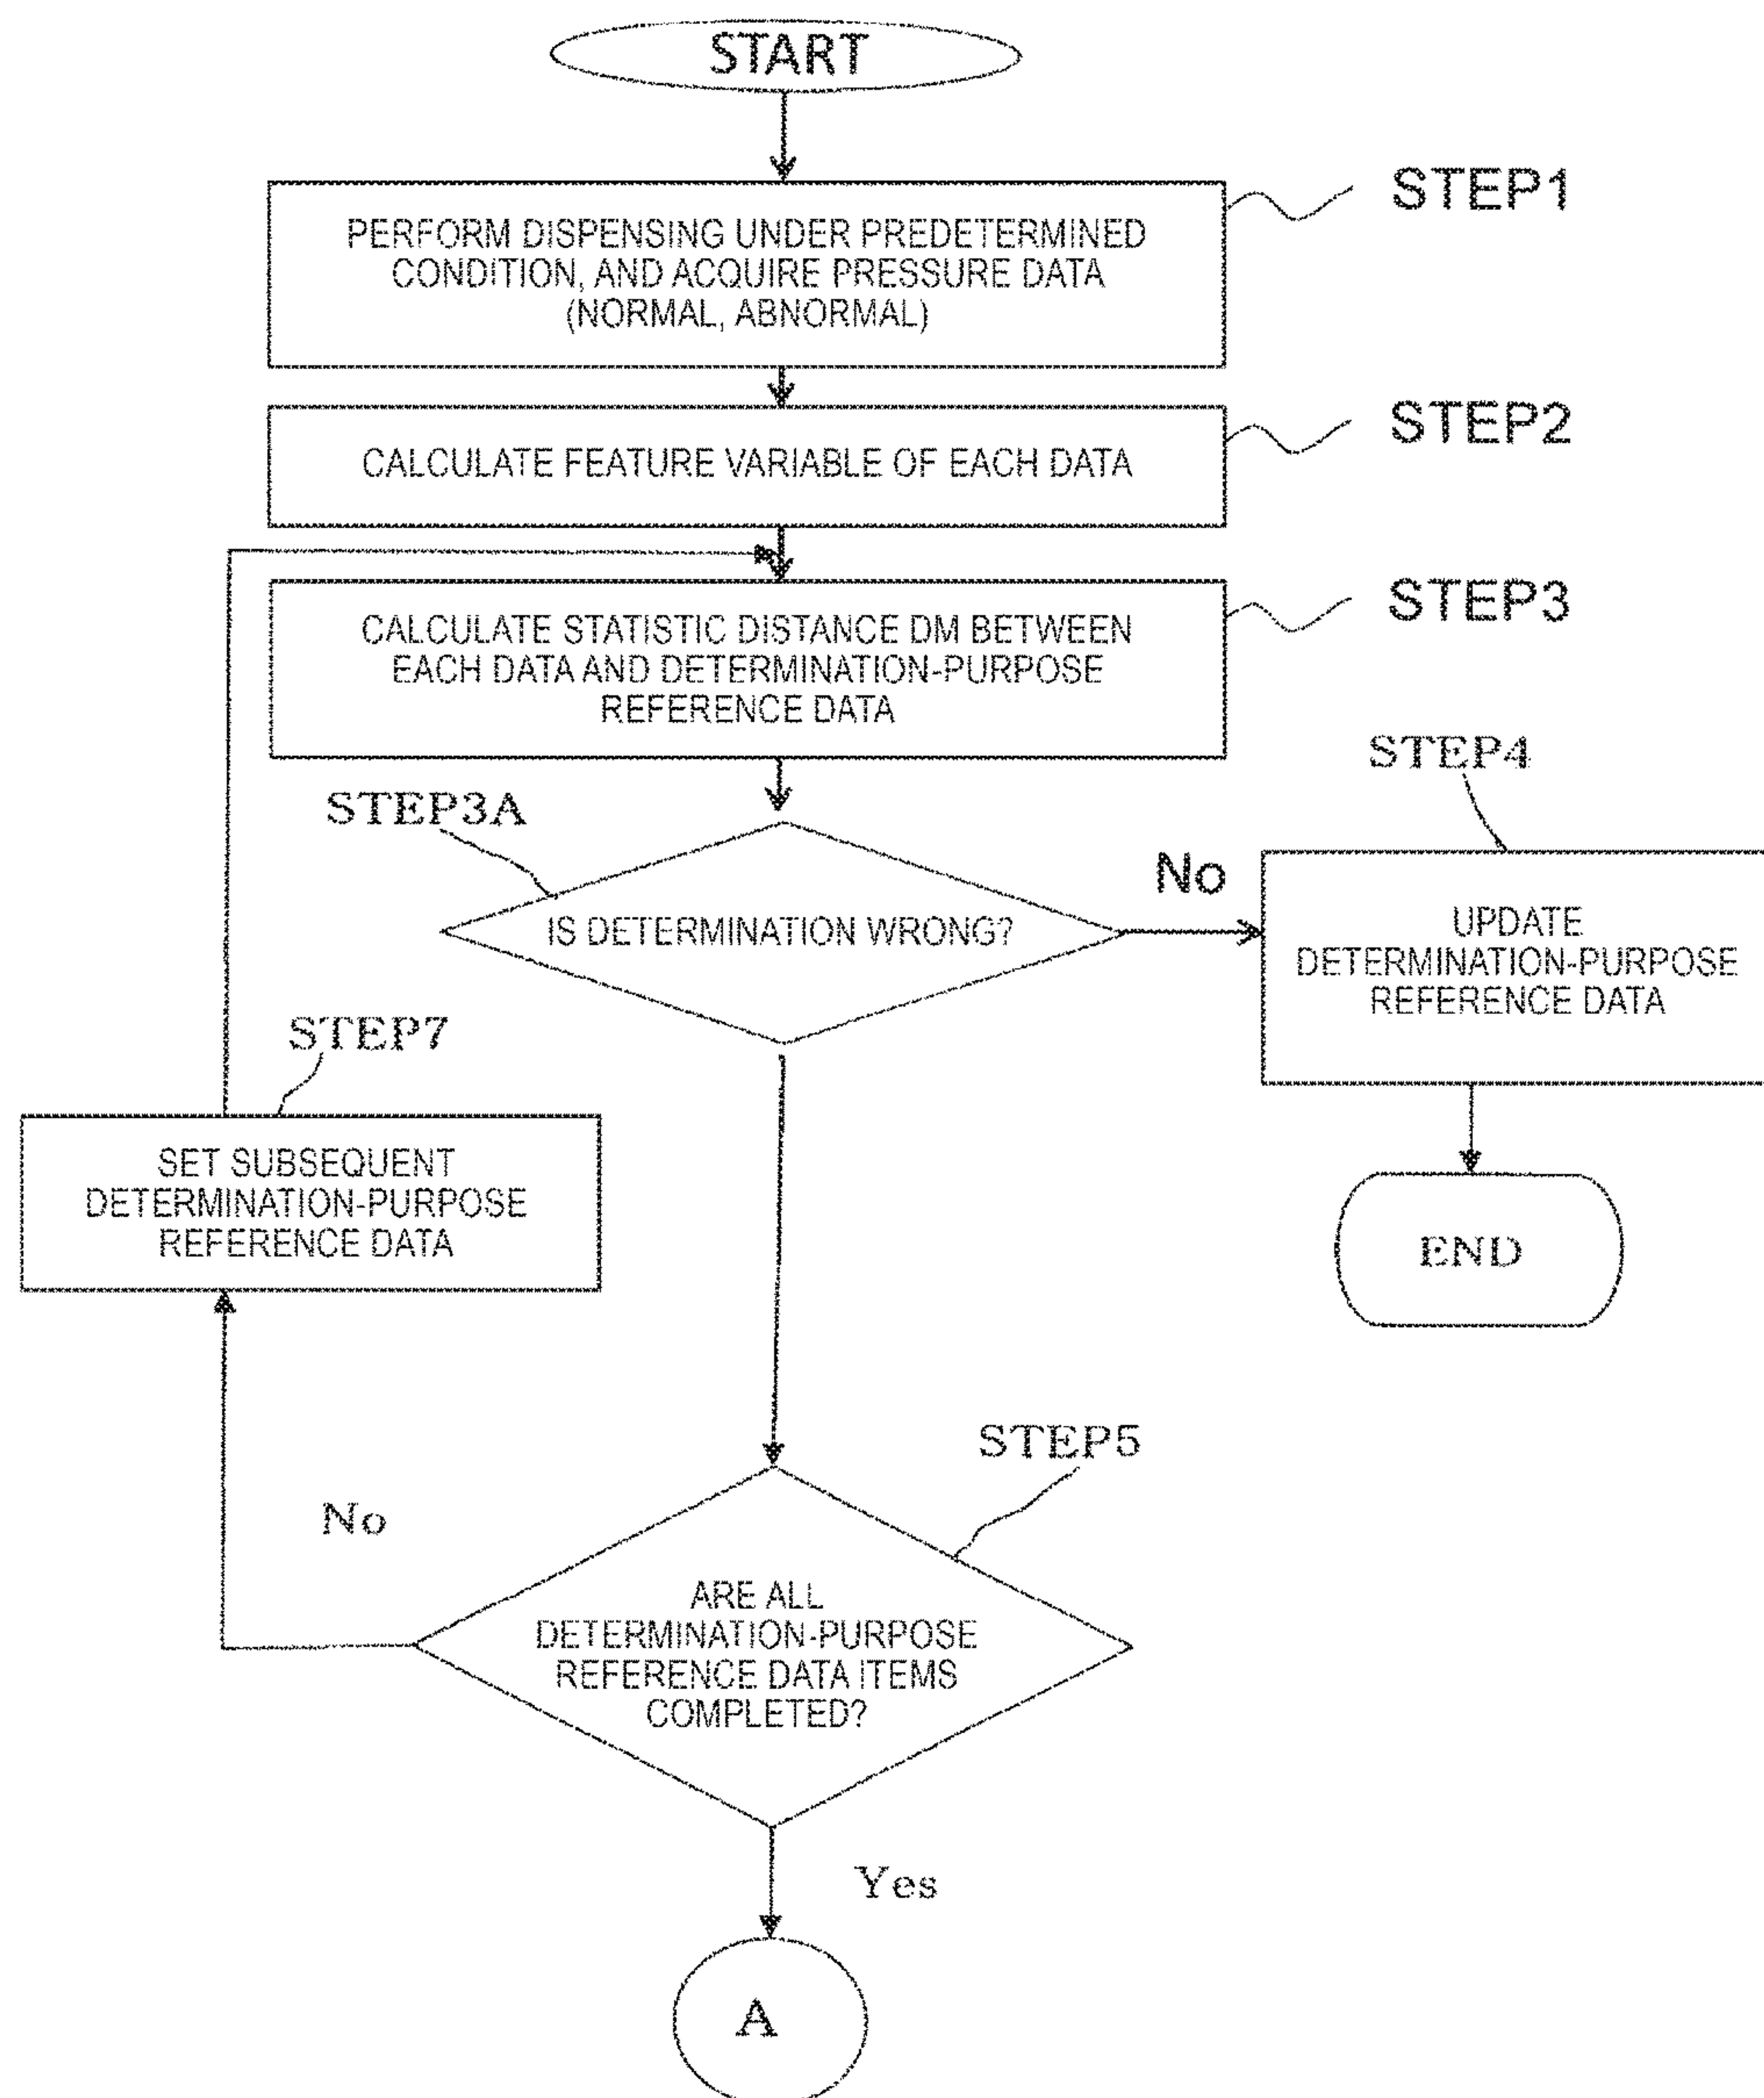 START
STEP1
PERFORM DISPENSING UNDER PREDETERMINED
CONDITION, AND ACQUIRE PRESSURE DATA
(NORMAL, ABNORMAL)
STEP2
CALCULATE FEATURE VARIABLE OF EACH DATA
STEP3
CALCULATE STATISTIC DISTANCE DM BETWEEN
EACH DATA AND DETERMINATION-PURPOSE
REFERENCE DATA
STEP4
STEP3A
No
IS DETERMINATION WRONG?
UPDATE
DETERMINATION-PURPOSE
REFERENCE DATA
STEP7
SET SUBSEQUENT
DETERMINATION-PURPOSE
REFERENCE DATA
END
STEP5
No
ARE ALL
DETERMINATION-PURPOSE
REFERENCE DATA ITEMS
COMPLETED?
Yes
A